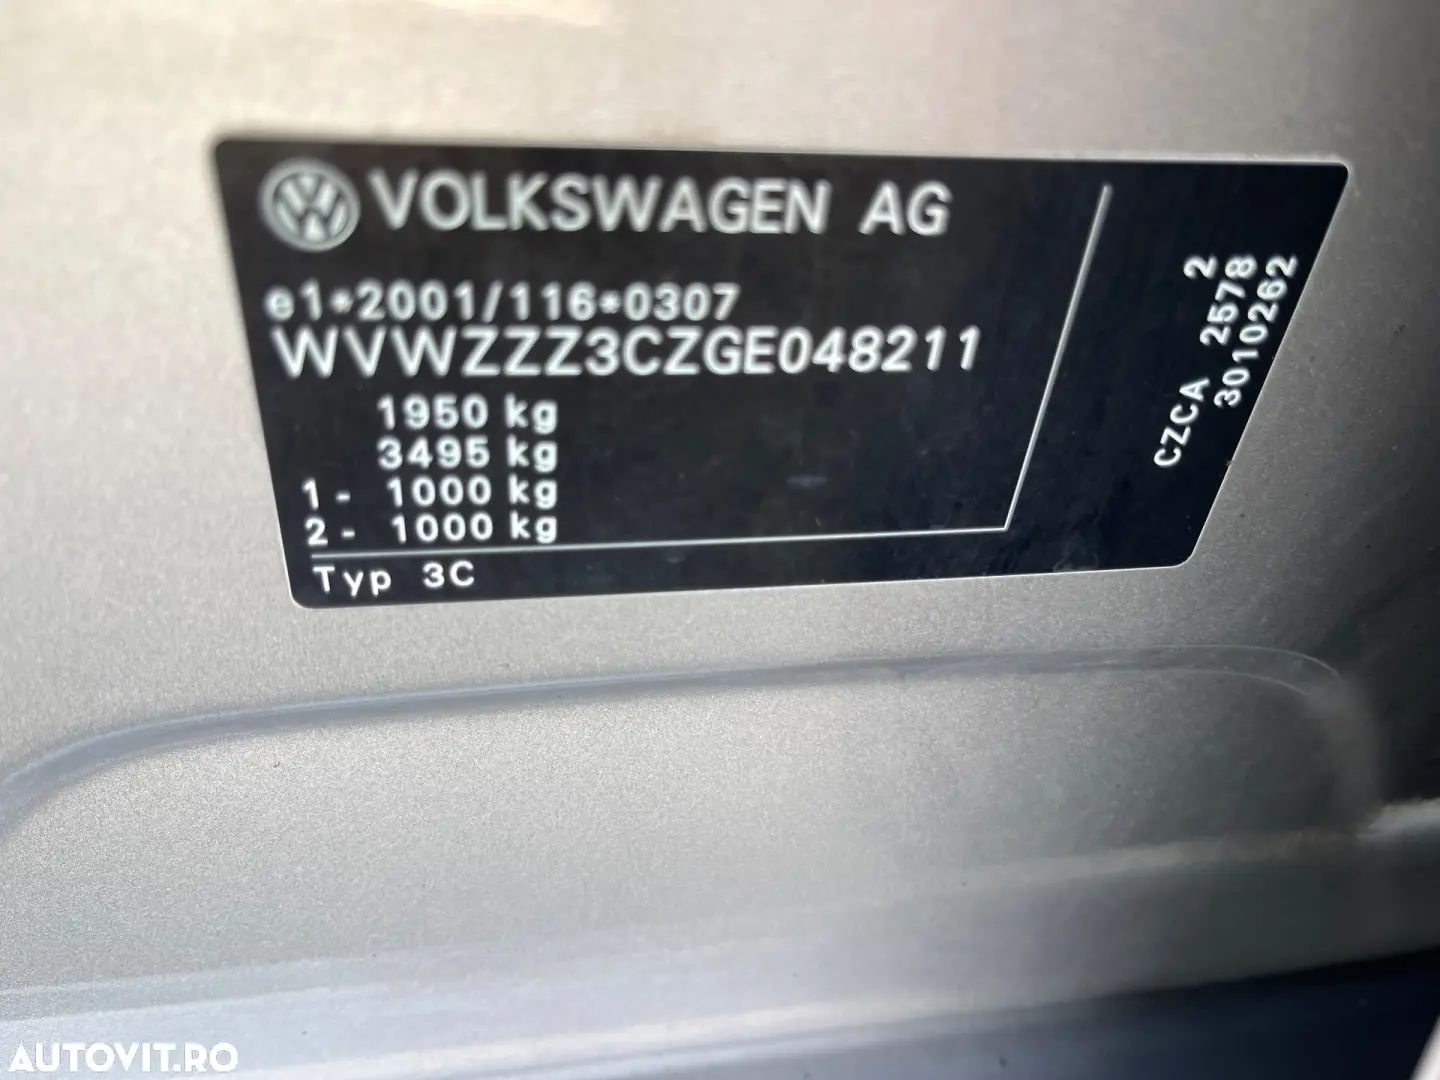 VOLKSWAGEN AG
e1*2001/116*0307
WVWZZZ3CZGE048211
1950 kg
3495 kg
1- 1000 kg
2- 1000 kg
Typ 3C
CZCA 2578 2
3010262
AUTOVIT.RO